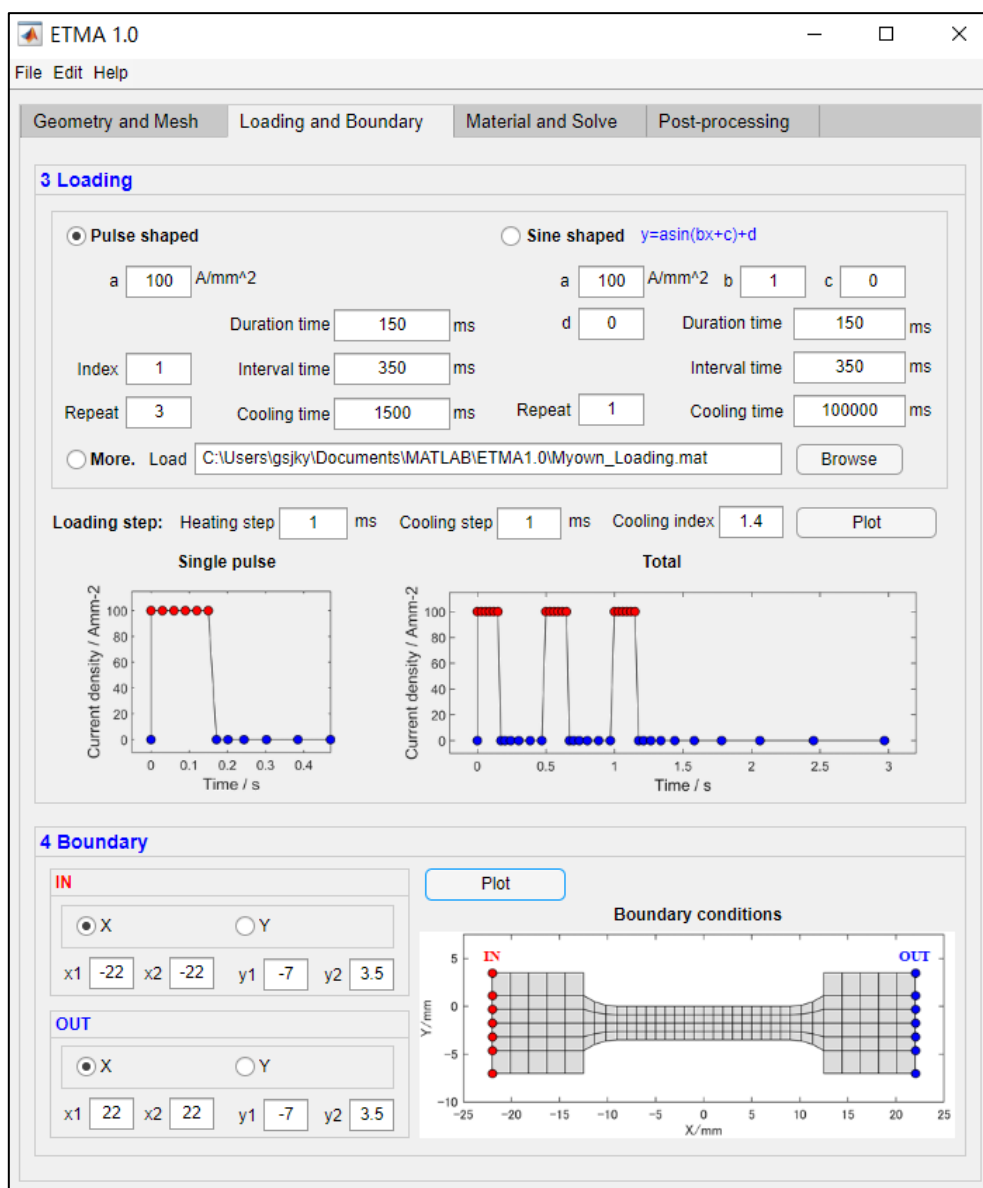 ETMA 1.0
File Edit Help
Geometry and Mesh Loading and Boundary Material and Solve Post-processing
3 Loading
Pulse shaped Sine shaped y=asin(bx+c)+d
a 100 A/mm^2 a 100 A/mm^2 b 1 c 0
Duration time 150 ms d 0 Duration time 150 ms
Index 1 Interval time 350 ms Interval time 350 ms
Repeat 3 Cooling time 1500 ms Repeat 1 Cooling time 100000 ms
More. Load C:\Users\gsjky\Documents\MATLAB\ETMA1.0\Myown_Loading.mat Browse
Loading step: Heating step 1 ms Cooling step 1 ms Cooling index 1.4 Plot
Single pulse Total
Current density / Amm-2
100
80
60
40
20
0
0 0.1 0.2 0.3 0.4
Time / s
Current density / Amm-2
100
80
60
40
20
0
0 0.5 1 1.5 2 2.5 3
Time / s
4 Boundary
IN
X Y
x1 -22 x2 -22 y1 -7 y2 3.5
OUT
X Y
x1 22 x2 22 y1 -7 y2 3.5
Plot
Boundary conditions
IN OUT
Y/mm
5
0
−5
−10
−25 −20 −15 −10 −5 0 5 10 15 20 25
X/mm